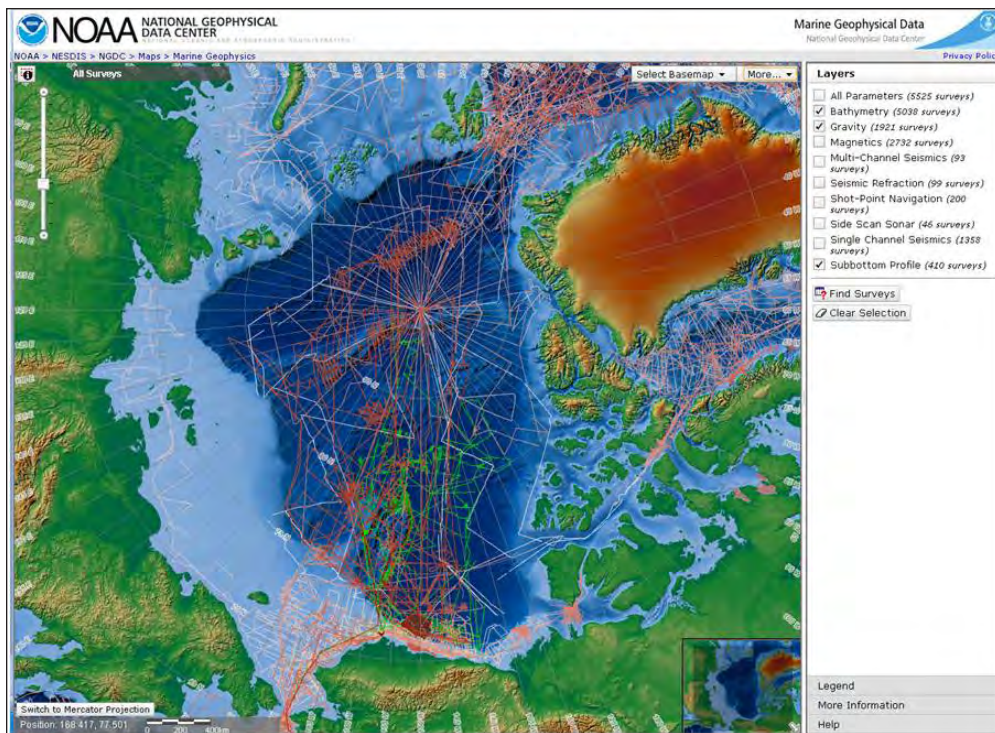 NOAA NATIONAL GEOPHYSICAL
DATA CENTER
Marine Geophysical Data
National Geophysical Data Center
NOAA > NESDIS > NGDC > Maps > Marine Geophysics
Privacy Polic
All Surveys
Select Basemap
More...
Layers
All Parameters (5525 surveys)
Bathymetry (5038 surveys)
Gravity (1921 surveys)
Magnetics (2732 surveys)
Multi-Channel Seismics (93
surveys)
Seismic Refraction (99 surveys)
Shot-Point Navigation (200
surveys)
Side Scan Sonar (46 surveys)
Single Channel Seismics (1358
surveys)
Subbottom Profile (410 surveys)
Find Surveys
Clear Selection
Switch to Mercator Projection
Position: 168.417, 77.501
0 200 400km
Legend
More Information
Help